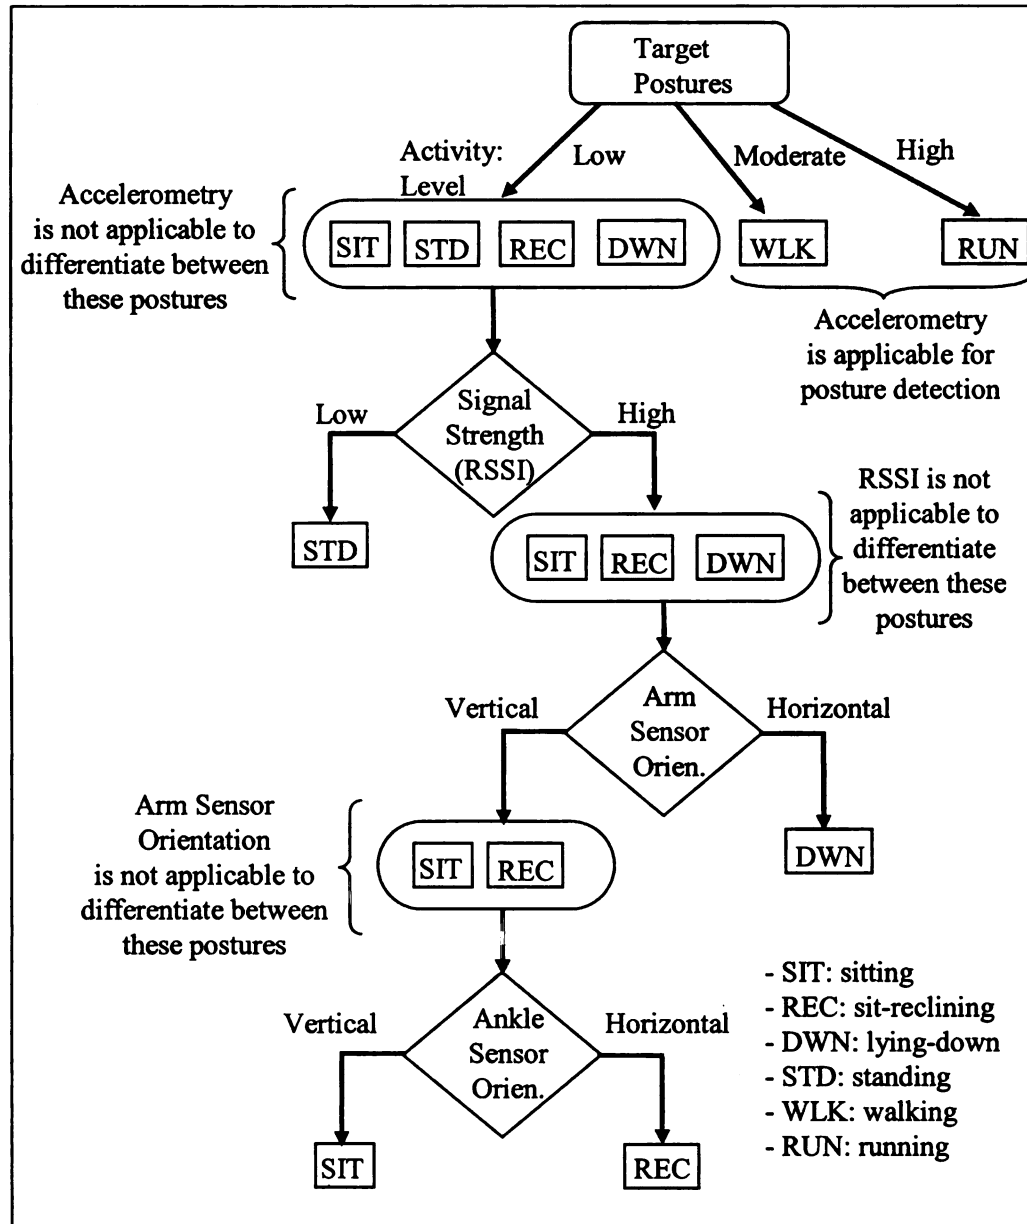 Target
Postures
Activity:
Level
Low
Moderate
High
Accelerometry
is not applicable to
differentiate between
these postures
SIT
STD
REC
DWN
WLK
RUN
Accelerometry
is applicable for
posture detection
Low
Signal
Strength
(RSSI)
High
STD
SIT
REC
DWN
RSSI is not
applicable to
differentiate
between these
postures
Vertical
Arm
Sensor
Orien.
Horizontal
Arm Sensor
Orientation
is not applicable to
differentiate between
these postures
SIT
REC
DWN
Vertical
Ankle
Sensor
Orien.
Horizontal
SIT
REC
- SIT: sitting
- REC: sit-reclining
- DWN: lying-down
- STD: standing
- WLK: walking
- RUN: running